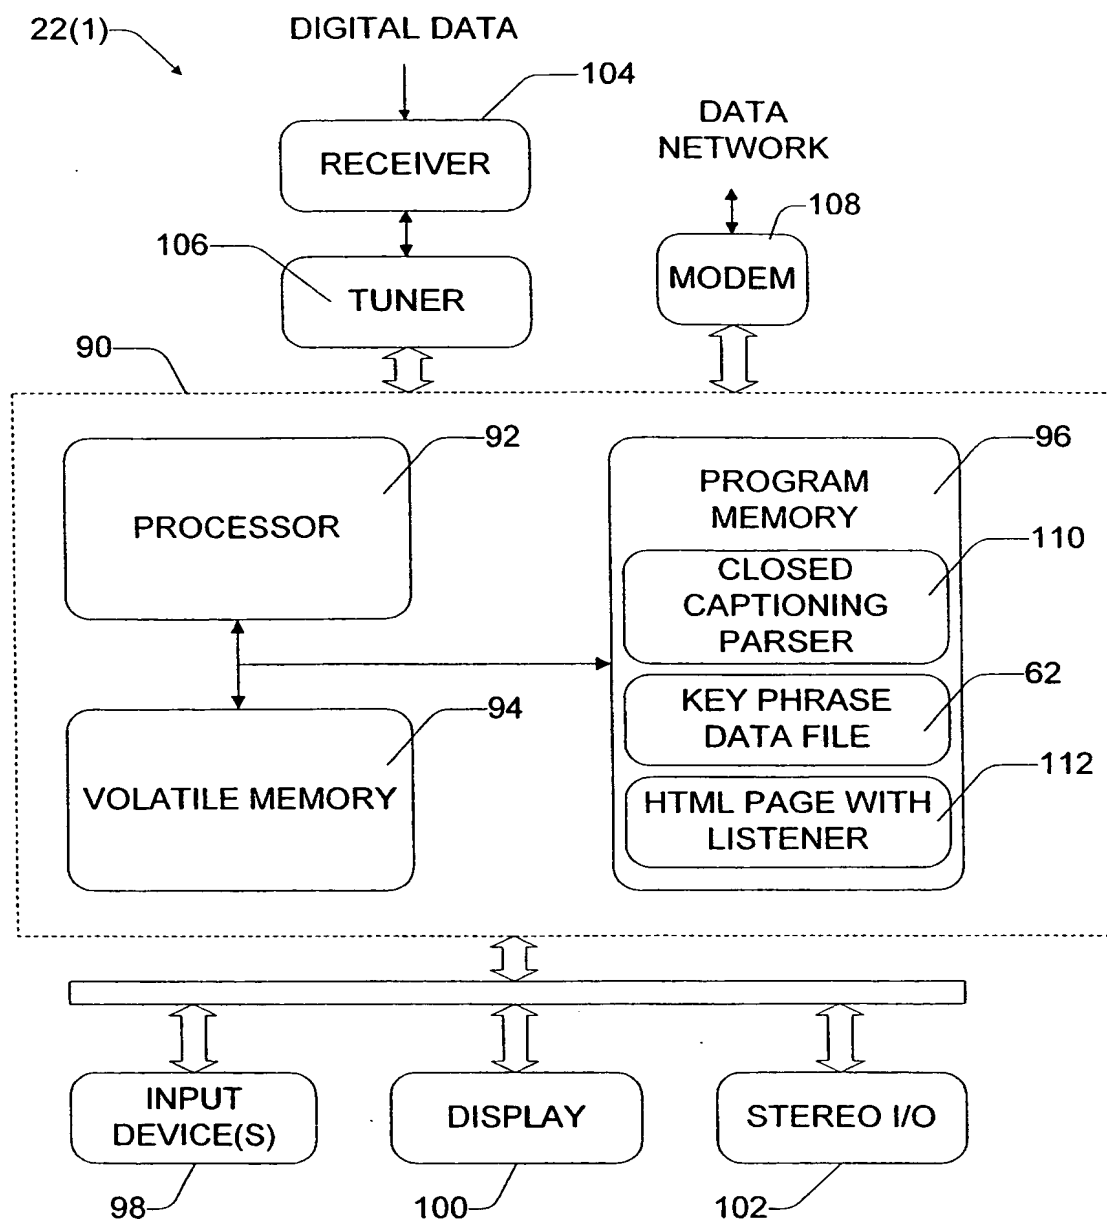 22(1)
DIGITAL DATA
104
RECEIVER
DATA
NETWORK
108
106
TUNER
MODEM
90
92
PROCESSOR
96
PROGRAM
MEMORY
110
CLOSED
CAPTIONING
PARSER
62
KEY PHRASE
DATA FILE
94
VOLATILE MEMORY
112
HTML PAGE WITH
LISTENER
INPUT
DEVICE(S)
DISPLAY
STEREO I/O
98
100
102